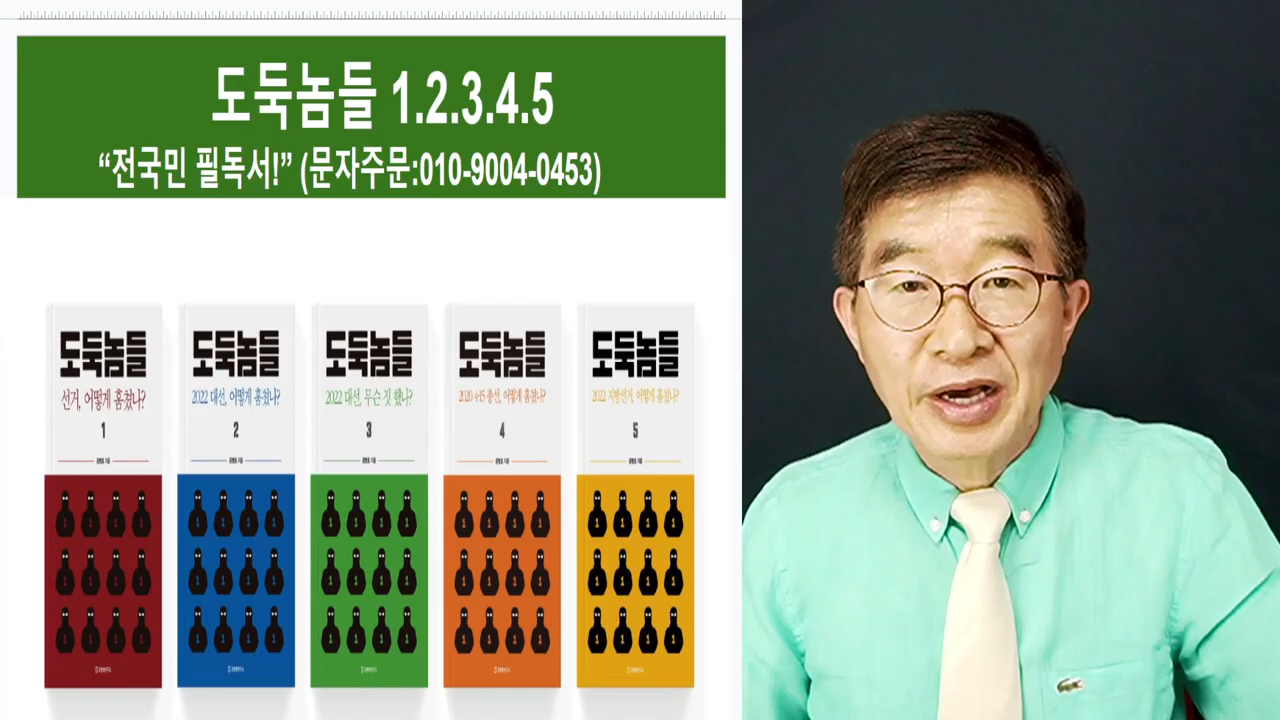 도둑놈들 1.2.3.4.5
“전국민 필독서!” (문자주문:010-9004-0453)
도둑놈들
선거, 어떻게 훔쳤나?
1
도둑놈들
2022 대선, 어떻게 훔쳤나?
2
도둑놈들
2022 대선, 무슨 짓 했나?
3
도둑놈들
2020 4·15 총선, 어떻게 훔쳤나?
4
도둑놈들
2022 지방선거, 어떻게 훔쳤나?
5